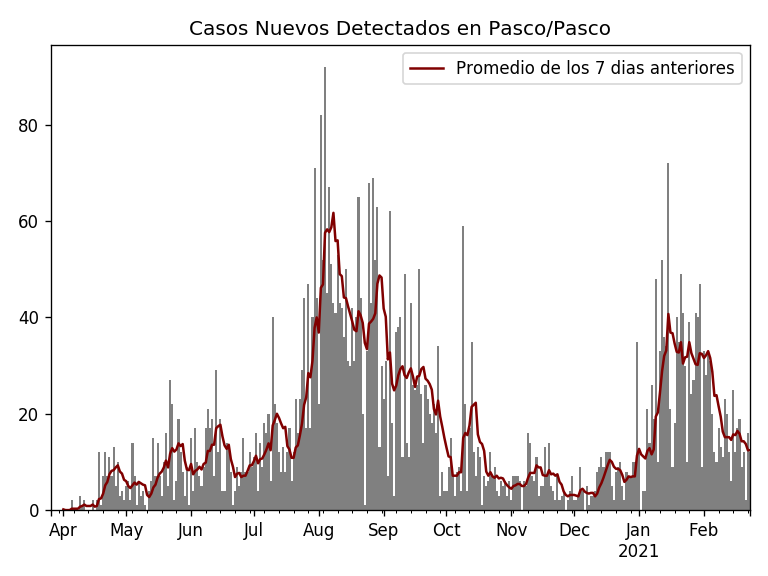 Casos Nuevos Detectados en Pasco/Pasco
Promedio de los 7 dias anteriores
80
60
40
20
0
Apr May Jun Jul Aug Sep Oct Nov Dec Jan Feb
2021